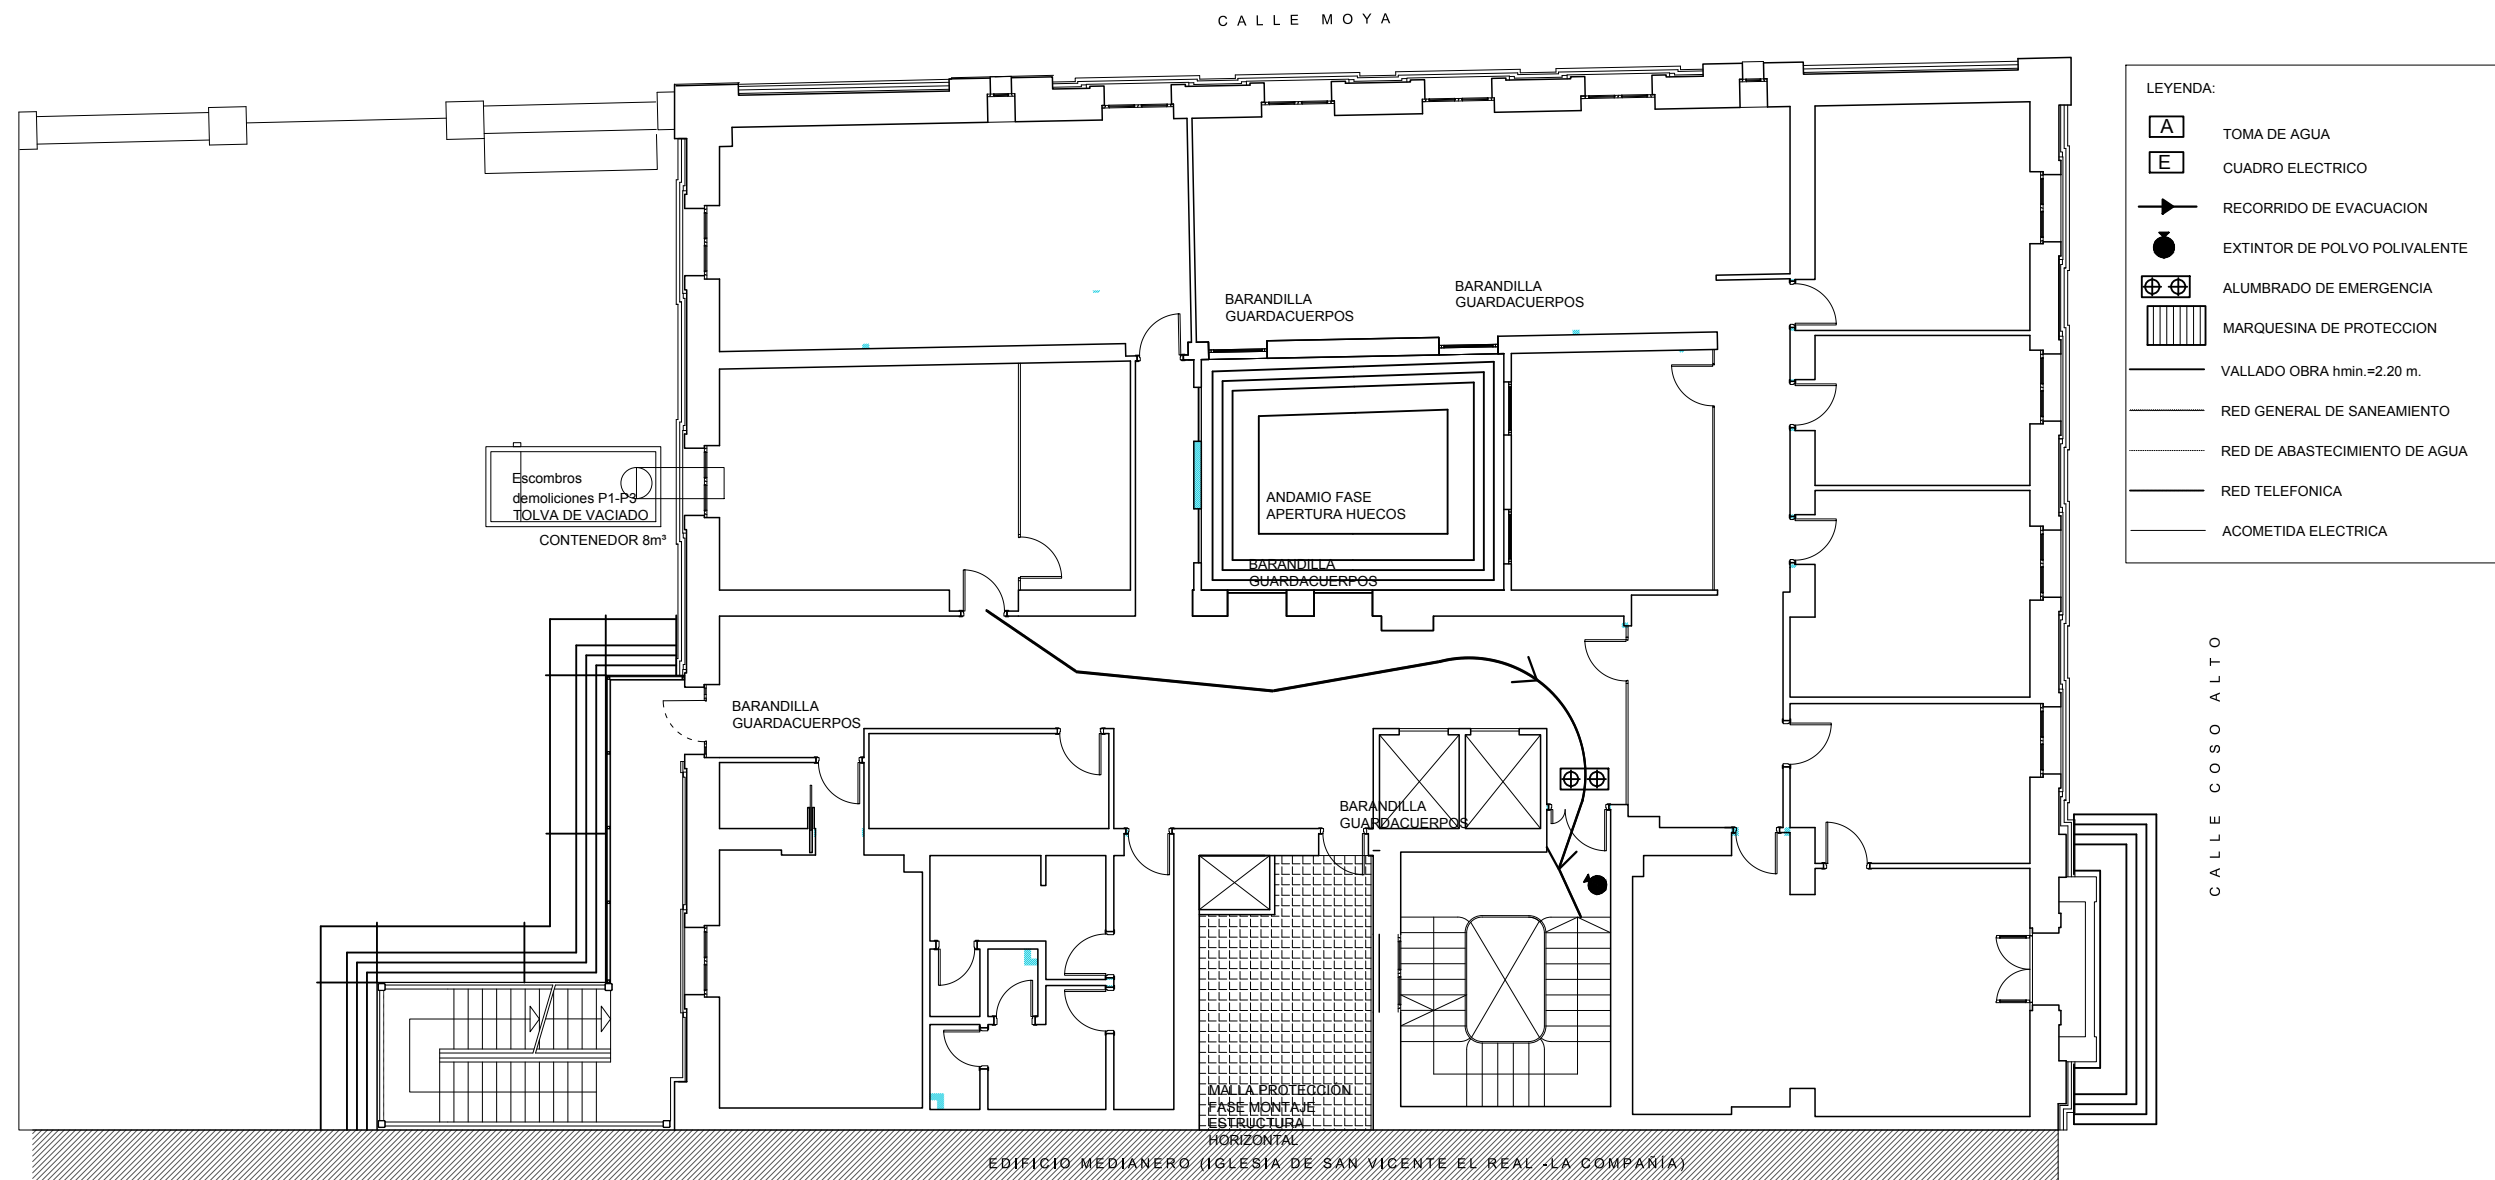 CALLE MOYA
LEYENDA:
A
TOMA DE AGUA
E
CUADRO ELECTRICO
RECORRIDO DE EVACUACION
EXTINTOR DE POLVO POLIVALENTE
ALUMBRADO DE EMERGENCIA
MARQUESINA DE PROTECCION
VALLADO OBRA hmin.=2.20 m.
RED GENERAL DE SANEAMIENTO
RED DE ABASTECIMIENTO DE AGUA
RED TELEFONICA
ACOMETIDA ELECTRICA
BARANDILLA
GUARDACUERPOS
BARANDILLA
GUARDACUERPOS
Escombros
demoliciones P1-P3
TOLVA DE VACIADO
CONTENEDOR 8m³
ANDAMIO FASE
APERTURA HUECOS
BARANDILLA
GUARDACUERPOS
BARANDILLA
GUARDACUERPOS
BARANDILLA
GUARDACUERPOS
CALLE COSO ALTO
MALLA PROTECCIÓN
FASE MONTAJE
ESTRUCTURA
HORIZONTAL
EDIFICIO MEDIANERO (IGLESIA DE SAN VICENTE EL REAL -LA COMPAÑÍA)